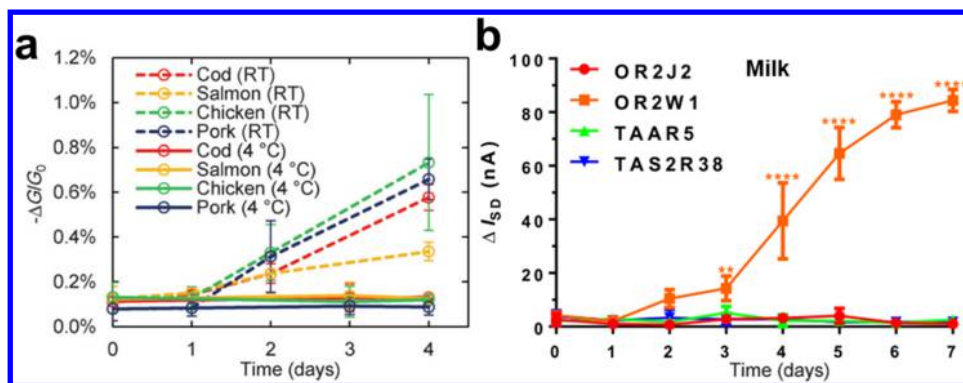 a
1.2%
1.0%
0.8%
0.6%
0.4%
0.2%
0.0%
-ΔG/G₀
Cod (RT)
Salmon (RT)
Chicken (RT)
Pork (RT)
Cod (4 °C)
Salmon (4 °C)
Chicken (4 °C)
Pork (4 °C)
0 1 2 3 4
Time (days)
b
Milk
100
80
60
40
20
0
Δ I_SD (nA)
OR2J2
OR2W1
TAAR5
TAS2R38
**
****
****
****
****
0 1 2 3 4 5 6 7
Time (days)